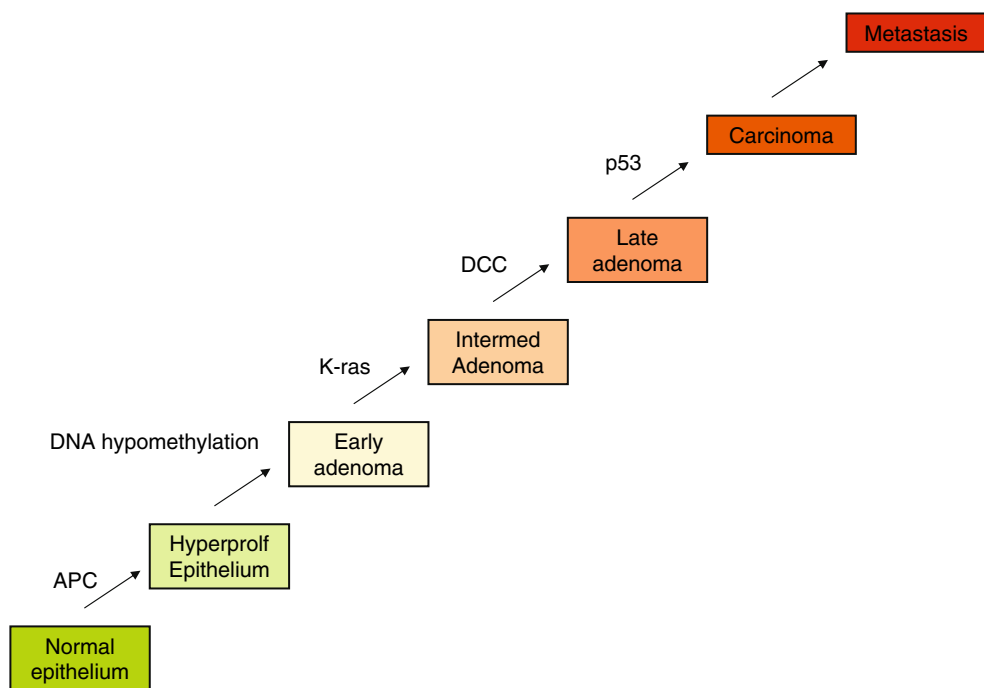 Metastasis
Carcinoma
p53
Late
adenoma
DCC
Intermed
Adenoma
K-ras
Early
adenoma
DNA hypomethylation
Hyperprolf
Epithelium
APC
Normal
epithelium